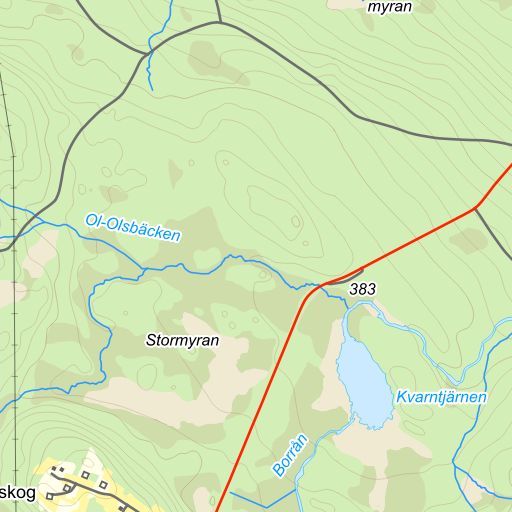 myran
Ol-Olsbäcken
383
Stormyran
Kvarntjärnen
Borrån
skog